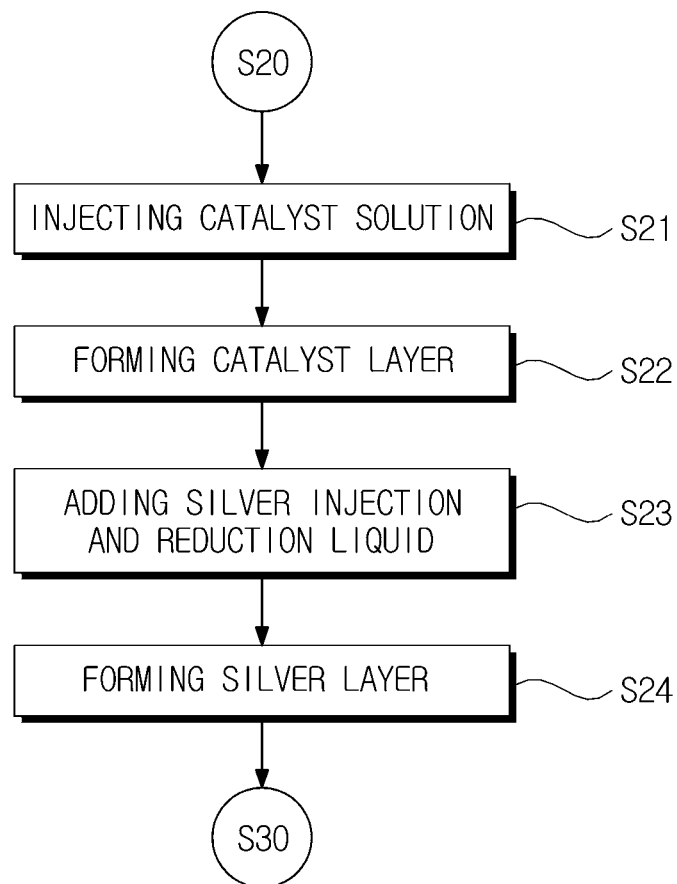 S20
INJECTING CATALYST SOLUTION
S21
FORMING CATALYST LAYER
S22
ADDING SILVER INJECTION
AND REDUCTION LIQUID
S23
FORMING SILVER LAYER
S24
S30